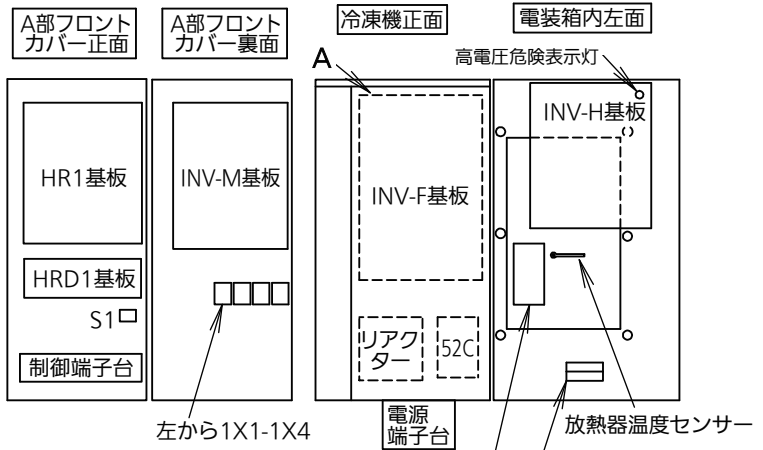 A部フロント
カバー正面
A部フロント
カバー裏面
冷凍機正面
電装箱内左面
A
高電圧危険表示灯
HR1基板
INV-M基板
INV-F基板
INV-H基板
HRD1基板
S1
制御端子台
リアク
ター
52C
左から1X1-1X4
電源
端子台
放熱器温度センサー